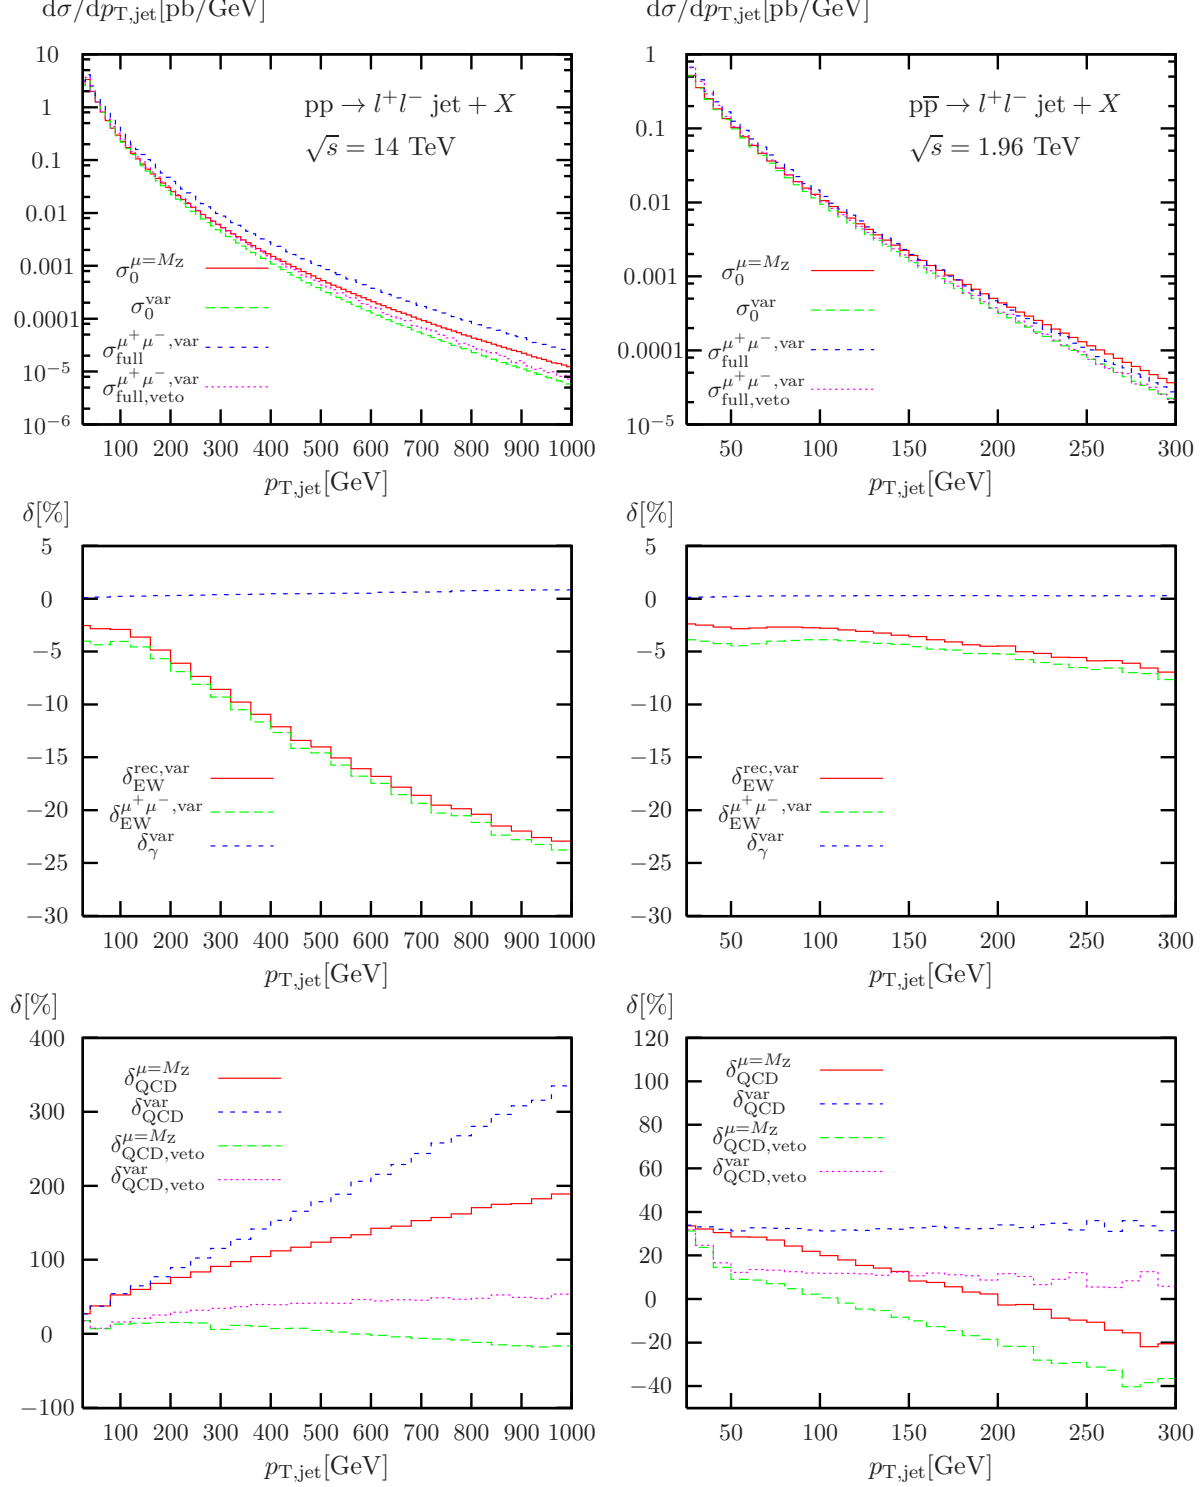 dσ/dp_T,jet[pb/GeV]
10
1
0.1
0.01
0.001
0.0001
10^−5
10^−6
pp → l^+l^− jet + X
√s = 14 TeV
σ_0^μ=M_Z
σ_0^var
σ_full^μ^+μ^−,var
σ_full,veto^μ^+μ^−,var
100 200 300 400 500 600 700 800 900 1000
p_T,jet[GeV]
dσ/dp_T,jet[pb/GeV]
1
0.1
0.01
0.001
0.0001
10^−5
pp̅ → l^+l^− jet + X
√s = 1.96 TeV
σ_0^μ=M_Z
σ_0^var
σ_full^μ^+μ^−,var
σ_full,veto^μ^+μ^−,var
50 100 150 200 250 300
p_T,jet[GeV]
δ[%]
5
0
−5
−10
−15
−20
−25
−30
δ_EW^rec,var
δ_EW^μ^+μ^−,var
δ_γ^var
100 200 300 400 500 600 700 800 900 1000
p_T,jet[GeV]
δ[%]
5
0
−5
−10
−15
−20
−25
−30
δ_EW^rec,var
δ_EW^μ^+μ^−,var
δ_γ^var
50 100 150 200 250 300
p_T,jet[GeV]
δ[%]
400
300
200
100
0
−100
δ_QCD^μ=M_Z
δ_QCD^var
δ_QCD,veto^μ=M_Z
δ_QCD,veto^var
100 200 300 400 500 600 700 800 900 1000
p_T,jet[GeV]
δ[%]
120
100
80
60
40
20
0
−20
−40
δ_QCD^μ=M_Z
δ_QCD^var
δ_QCD,veto^μ=M_Z
δ_QCD,veto^var
50 100 150 200 250 300
p_T,jet[GeV]